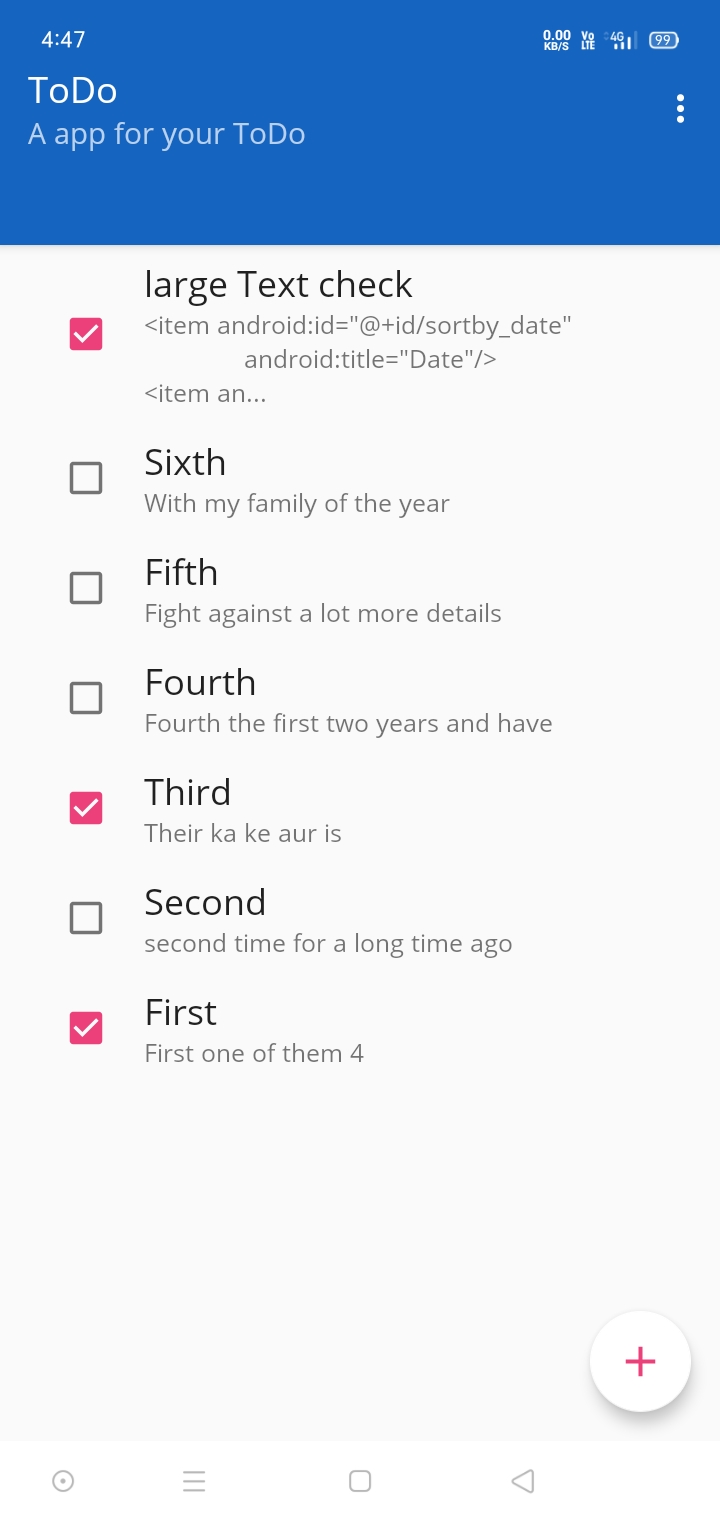 4:47
0.00 KB/S Vo LTE 4G 99
ToDo
A app for your ToDo
large Text check
<item android:id="@+id/sortby_date"
android:title="Date"/>
<item an...
Sixth
With my family of the year
Fifth
Fight against a lot more details
Fourth
Fourth the first two years and have
Third
Their ka ke aur is
Second
second time for a long time ago
First
First one of them 4